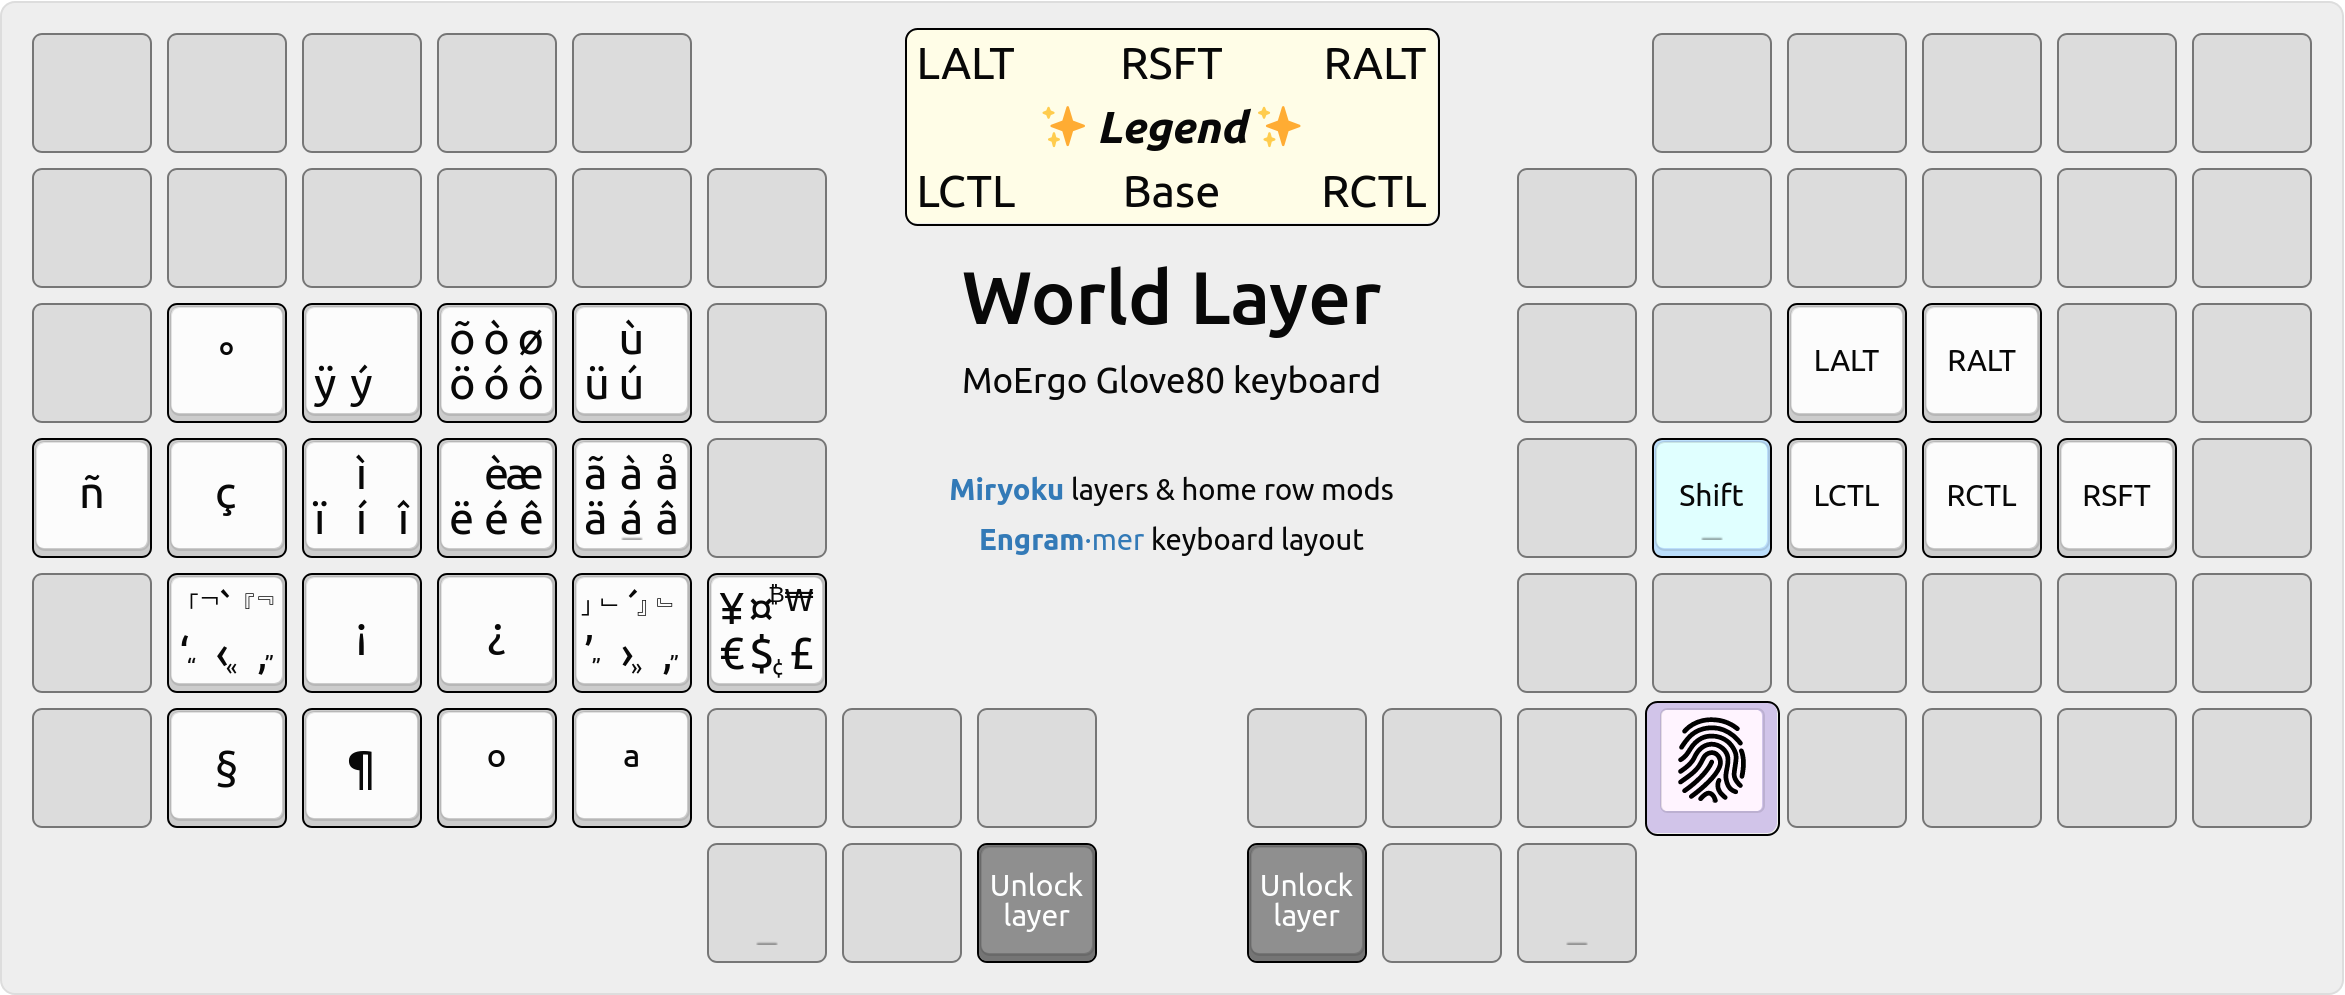 LALT RSFT RALT
✨ Legend ✨
LCTL Base RCTL
World Layer
MoErgo Glove80 keyboard
Miryoku layers & home row mods
Engram·mer keyboard layout
° 
ÿ ý
õ ò ø
ö ó ô
ù
ü ú
LALT
RALT
ñ
ç
ì
ï í î
è æ
ë é ê
ã à å
ä á â
Shift
LCTL
RCTL
RSFT
「 ﹁ ` 『 ﹃
‘ “ ‹ « ‚ „
¡
¿
」 ﹂ ´ 』 ﹄
’ ” › » ‚ „
¥ ¤ ₿ ₩
€ $ ¢ £
§
¶
º
ª
Unlock
layer
Unlock
layer